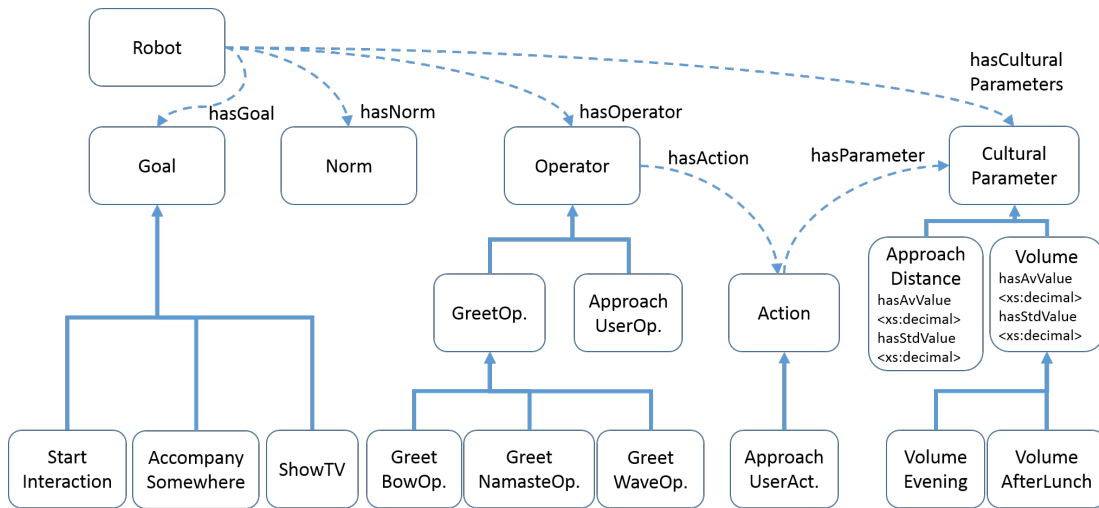 Robot
hasCultural
Parameters
hasGoal
hasNorm
hasOperator
Goal
Norm
Operator
hasAction
hasParameter
Cultural
Parameter
GreetOp.
Approach
UserOp.
Action
Approach
Distance
hasAvValue
<xs:decimal>
hasStdValue
<xs:decimal>
Volume
hasAvValue
<xs:decimal>
hasStdValue
<xs:decimal>
Start
Interaction
Accompany
Somewhere
ShowTV
Greet
BowOp.
Greet
NamasteOp.
Greet
WaveOp.
Approach
UserAct.
Volume
Evening
Volume
AfterLunch